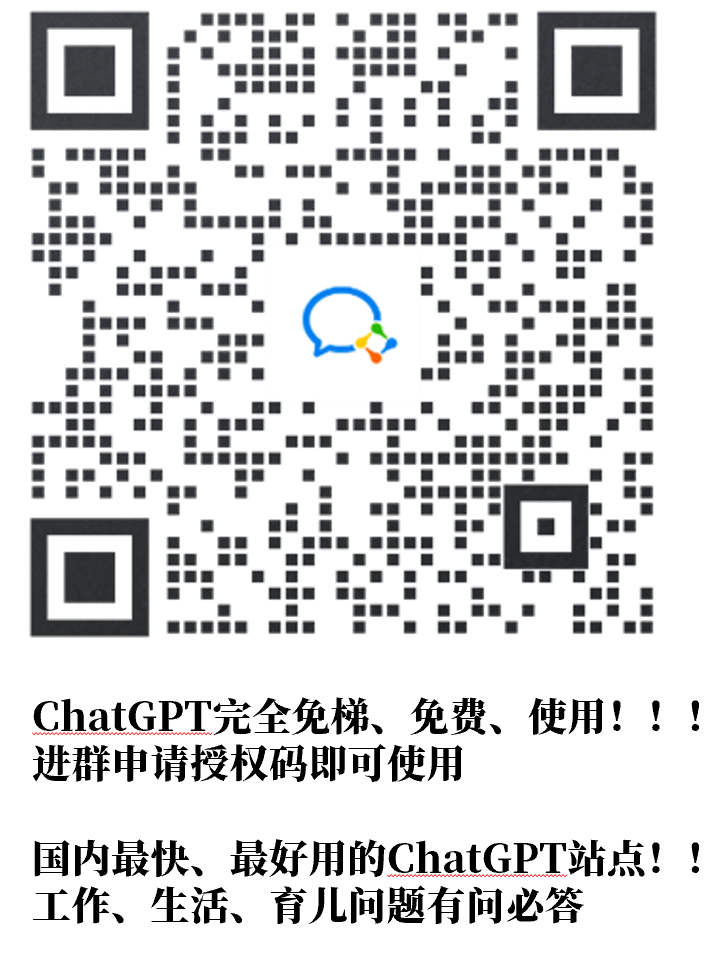 ChatGPT完全免梯、免费、使用！！！
进群申请授权码即可使用
国内最快、最好用的ChatGPT站点！！
工作、生活、育儿问题有问必答